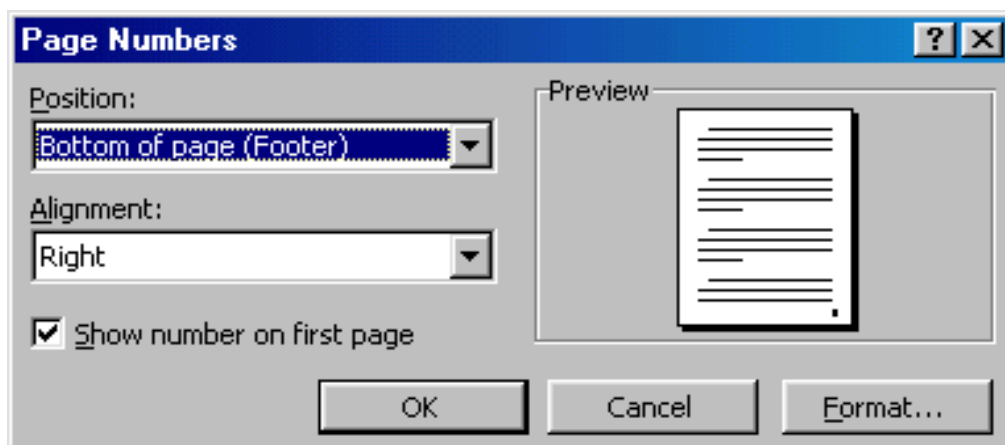 Page Numbers
Position:
Preview
Bottom of page (Footer)
Alignment:
Right
Show number on first page
OK
Cancel
Format...